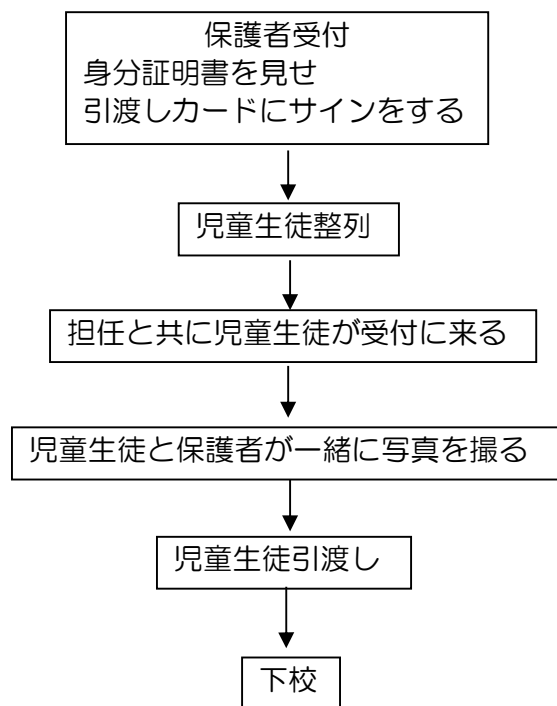 保護者受付
身分証明書を見せ
引渡しカードにサインをする
児童生徒整列
担任と共に児童生徒が受付に来る
児童生徒と保護者が一緒に写真を撮る
児童生徒引渡し
下校